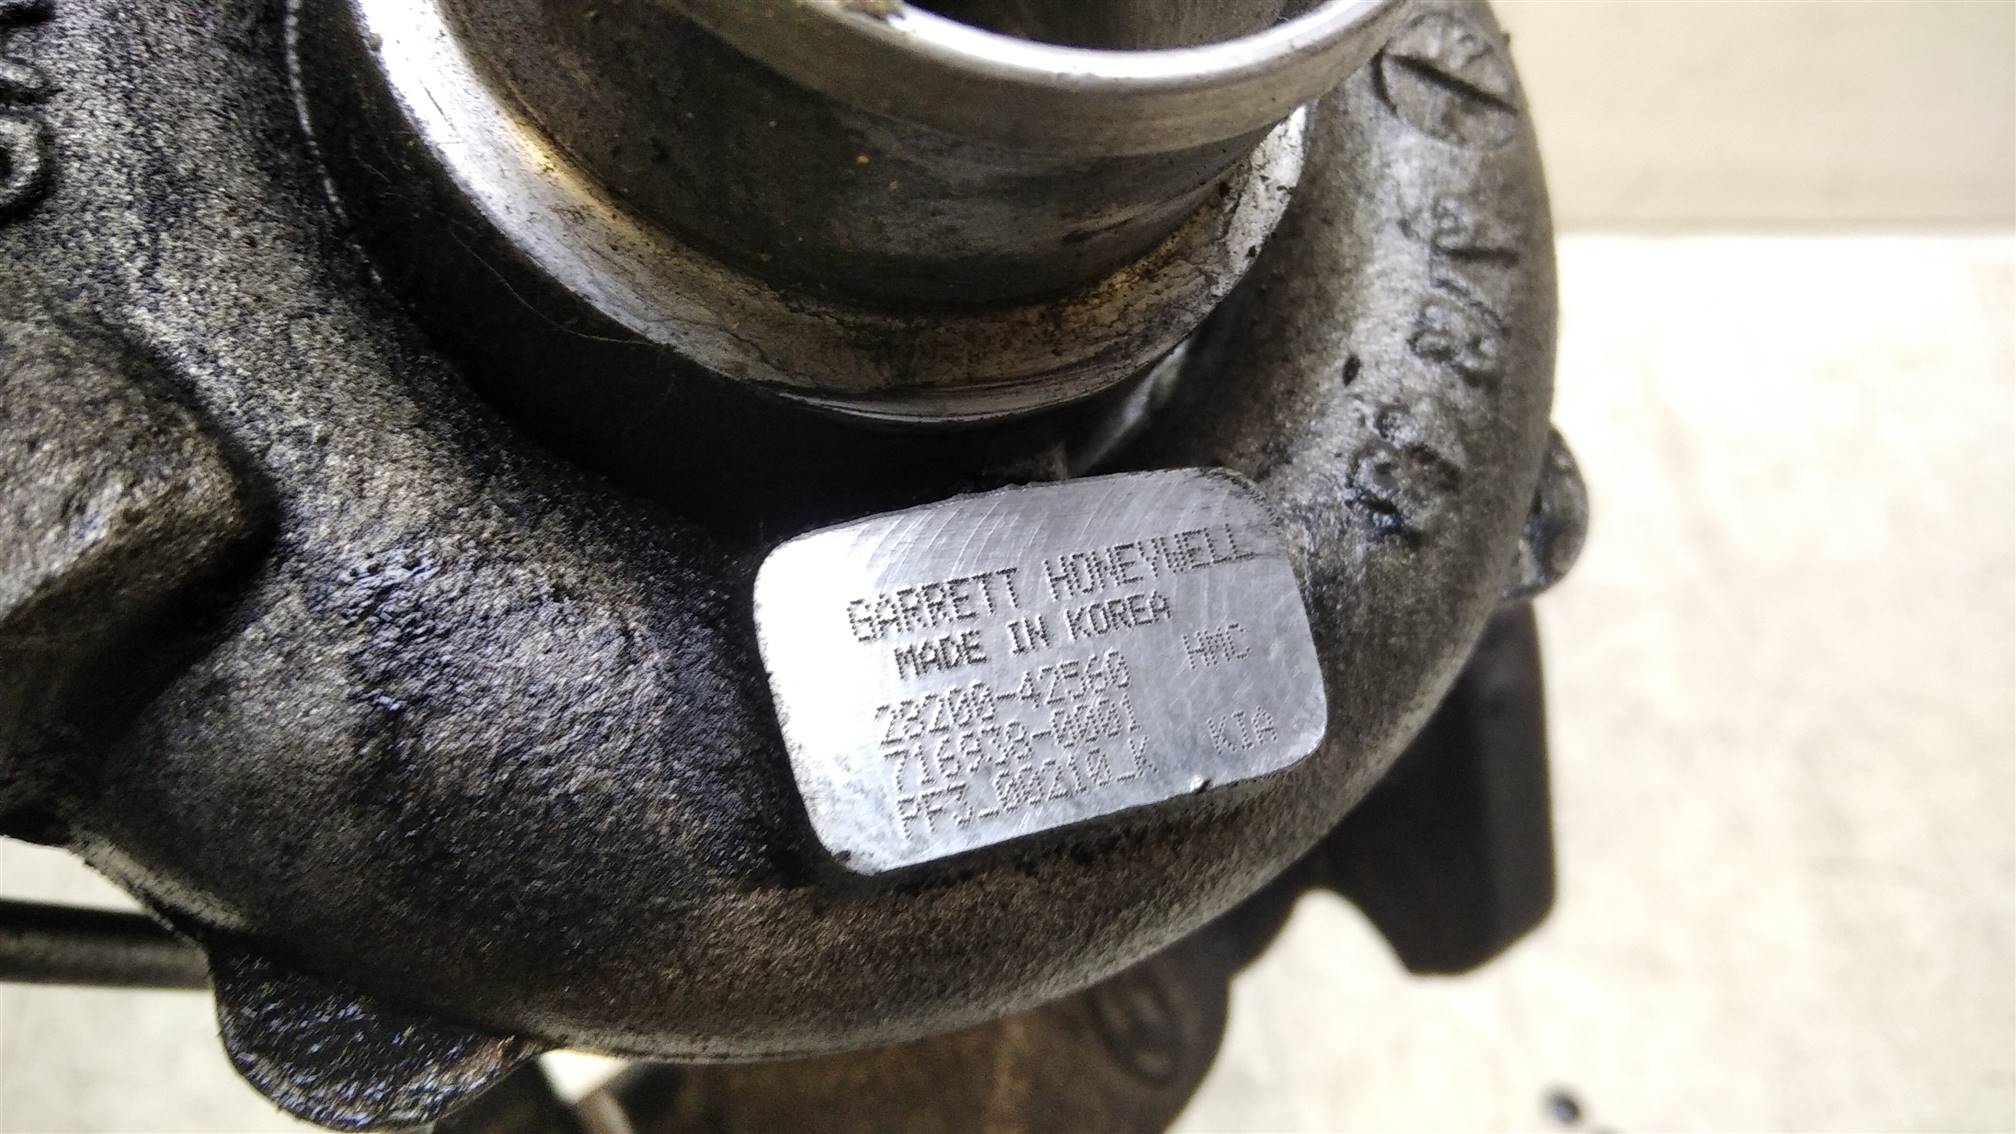 GARRETT HONEYWELL
MADE IN KOREA
28200-42560 HMC
716938-0001
PF3_00210_K KIA